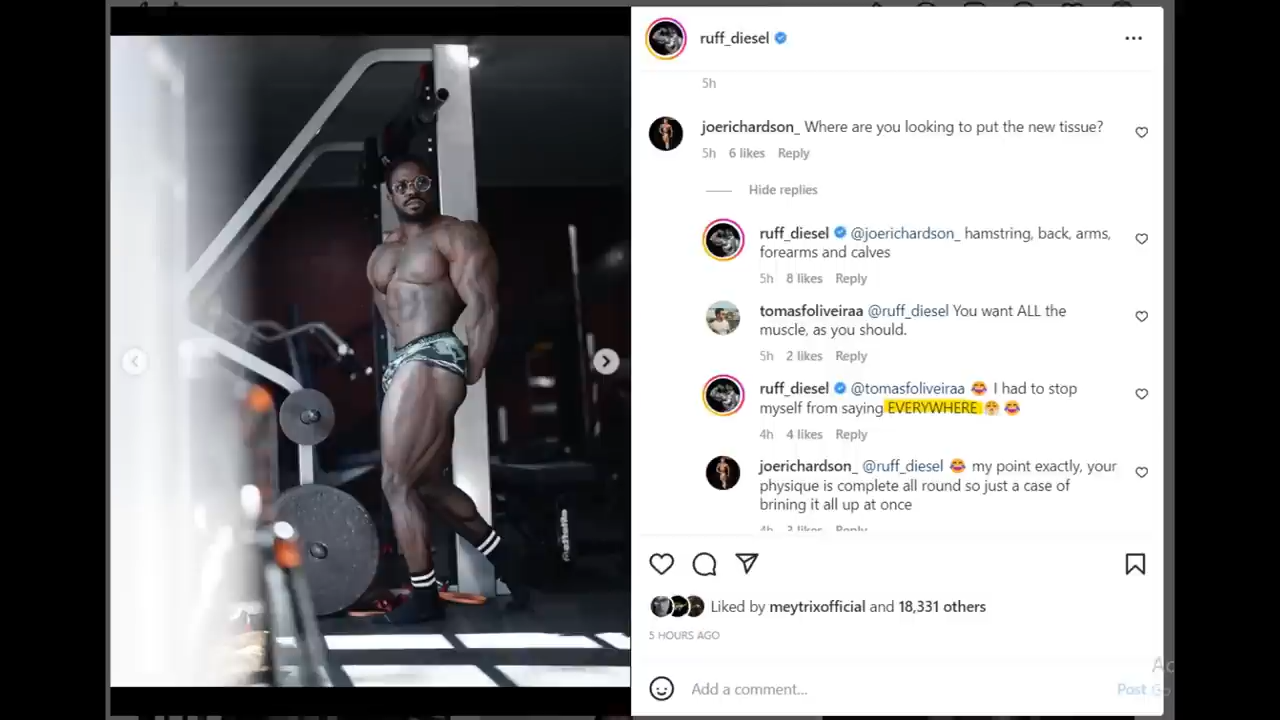 ruff_diesel
5h
joerichardson_ Where are you looking to put the new tissue?
5h 6 likes Reply
Hide replies
ruff_diesel @joerichardson_ hamstring, back, arms,
forearms and calves
5h 8 likes Reply
tomasfoliveiraa @ruff_diesel You want ALL the
muscle, as you should.
5h 2 likes Reply
ruff_diesel @tomasfoliveiraa 😂 I had to stop
myself from saying EVERYWHERE 😤 😂
4h 4 likes Reply
joerichardson_ @ruff_diesel 😂 my point exactly, your
physique is complete all round so just a case of
brining it all up at once
4h 3 likes Reply
Liked by meytrixofficial and 18,331 others
5 HOURS AGO
Add a comment...
Post